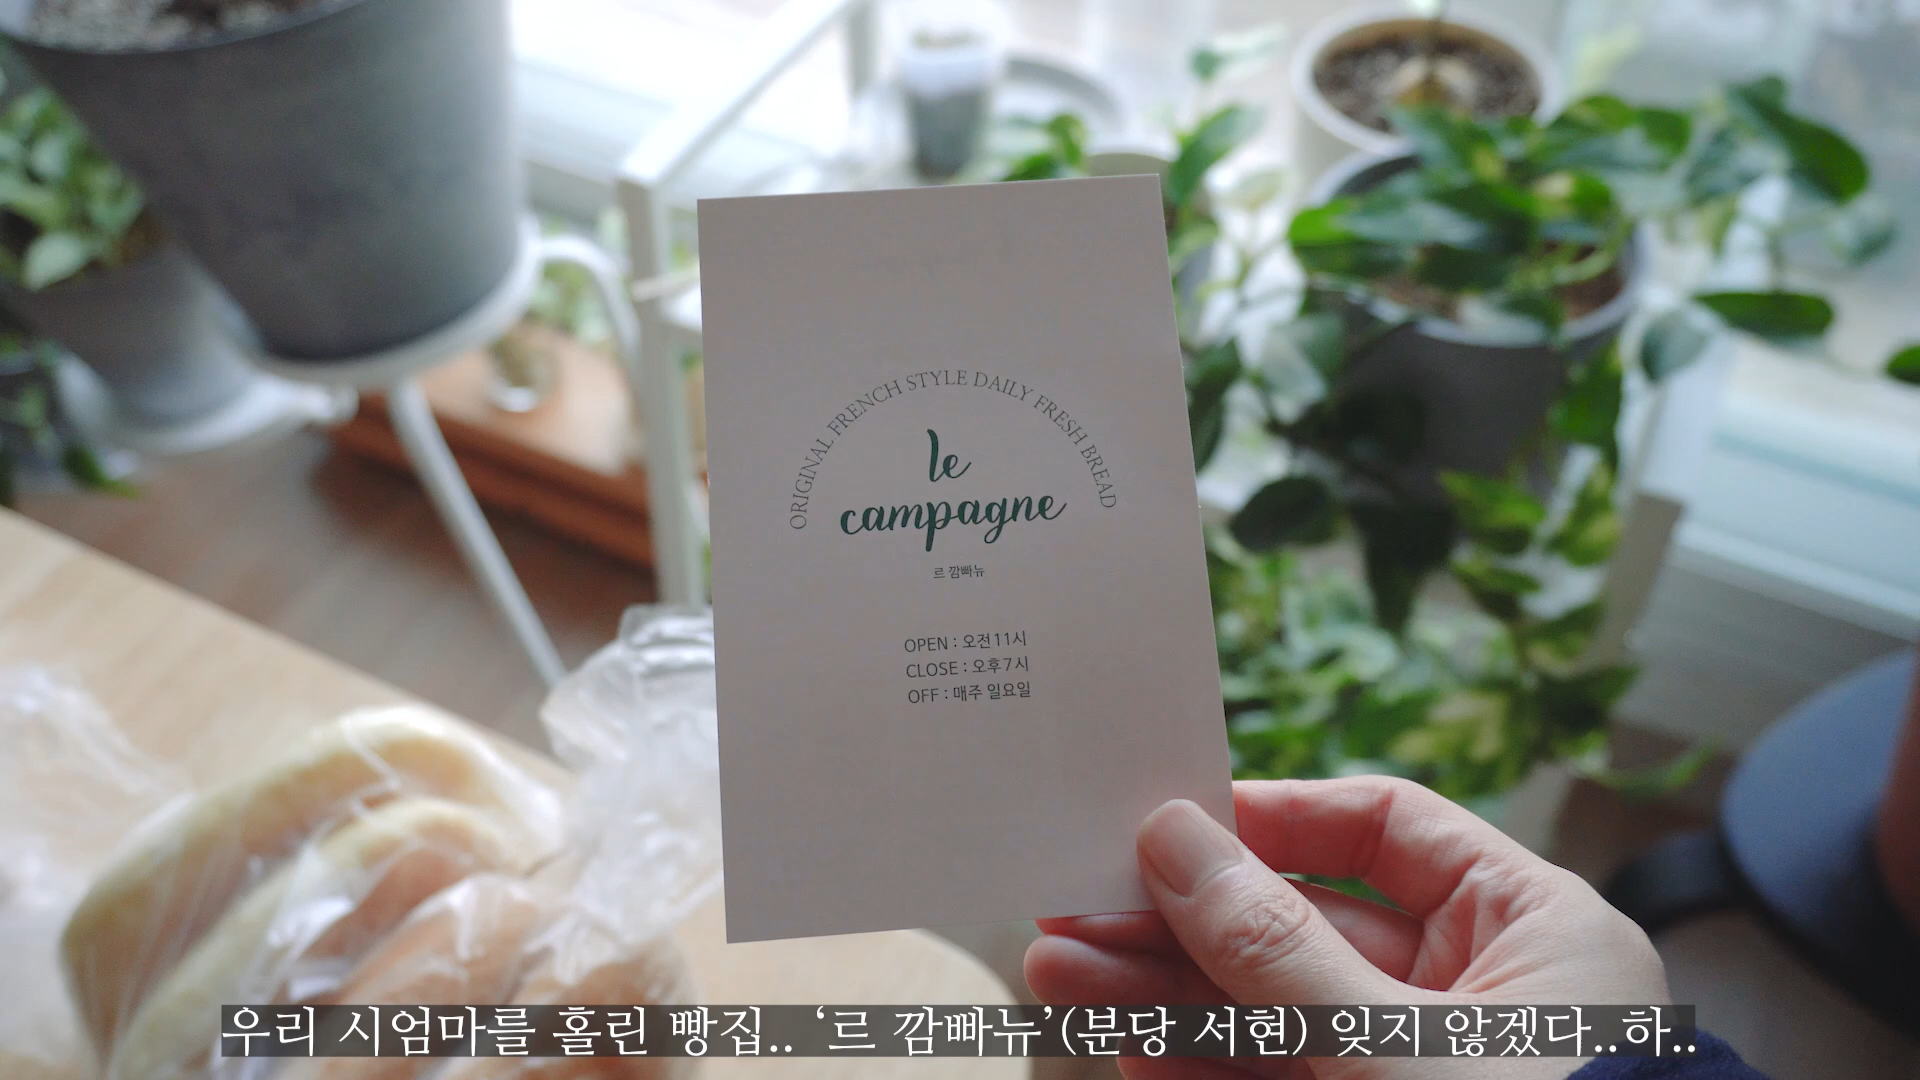 ORIGINAL FRENCH STYLE DAILY FRESH BREAD
le
campagne
르 깜빠뉴
OPEN : 오전11시
CLOSE : 오후7시
OFF : 매주 일요일
우리 시엄마를 홀린 빵집.. ‘르 깜빠뉴’(분당 서현) 잊지 않겠다..하..